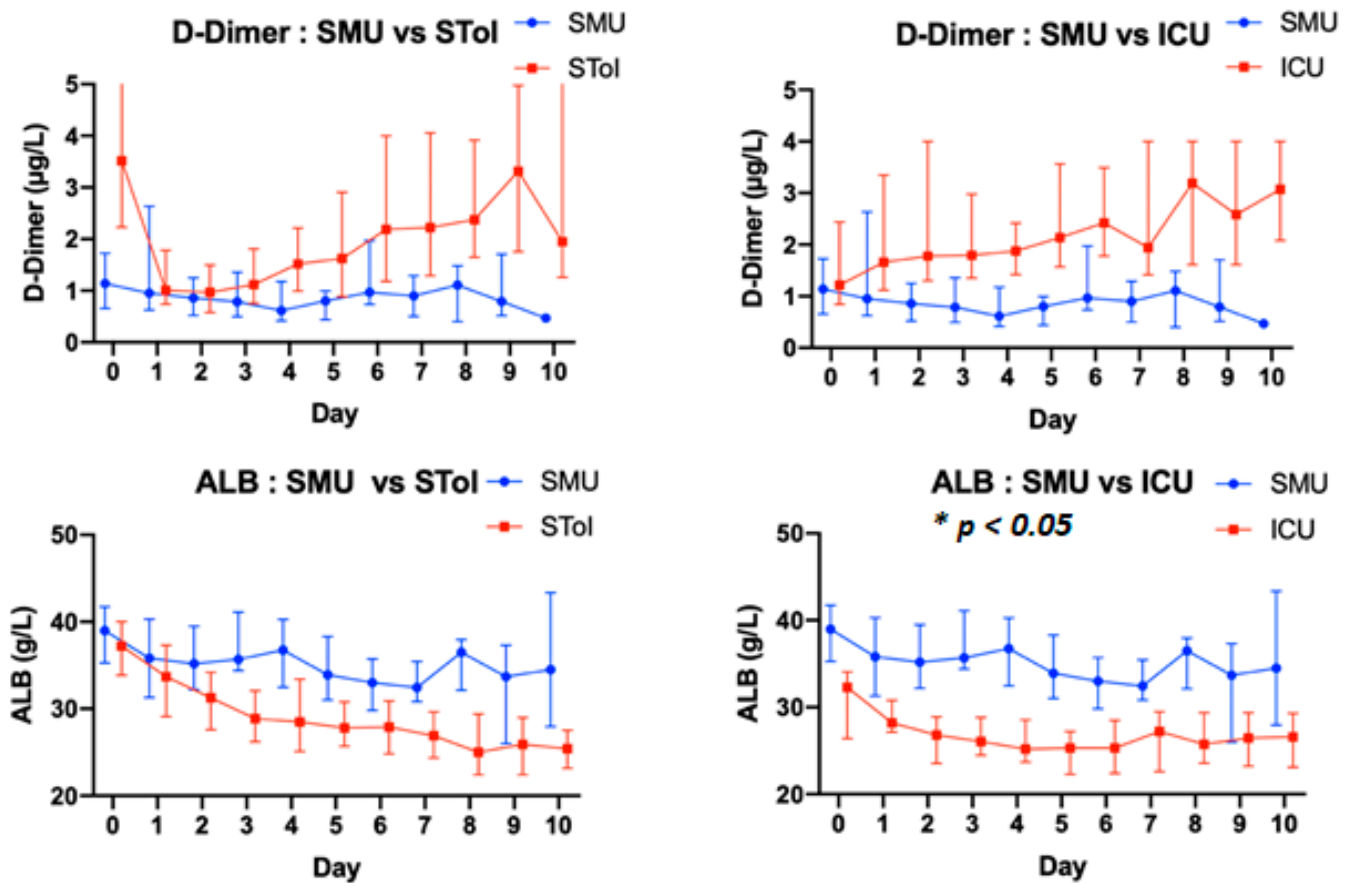 D-Dimer : SMU vs STol
SMU
STol
5
4
3
2
1
0
D-Dimer (μg/L)
0 1 2 3 4 5 6 7 8 9 10
Day
D-Dimer : SMU vs ICU
SMU
ICU
5
4
3
2
1
0
D-Dimer (μg/L)
0 1 2 3 4 5 6 7 8 9 10
Day
ALB : SMU vs STol
SMU
STol
50
40
30
20
ALB (g/L)
0 1 2 3 4 5 6 7 8 9 10
Day
ALB : SMU vs ICU
* p < 0.05
SMU
ICU
50
40
30
20
ALB (g/L)
0 1 2 3 4 5 6 7 8 9 10
Day